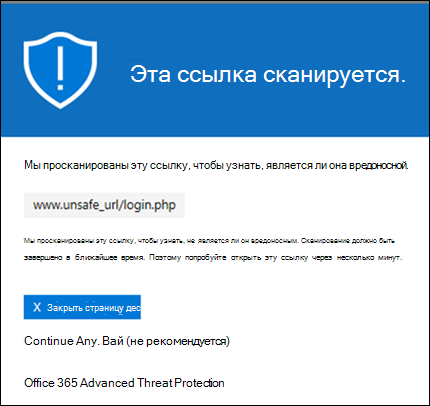 Эта ссылка сканируется.
Мы просканированы эту ссылку, чтобы узнать, является ли она вредоносной.
www.unsafe_url/login.php
Мы просканированы эту ссылку, чтобы узнать, не является ли он вредоносным. Сканирование должно быть
завершено в ближайшее время. Поэтому попробуйте открыть эту ссылку через несколько минут.
X Закрыть страницу дес
Continue Any. Вай (не рекомендуется)
Office 365 Advanced Threat Protection